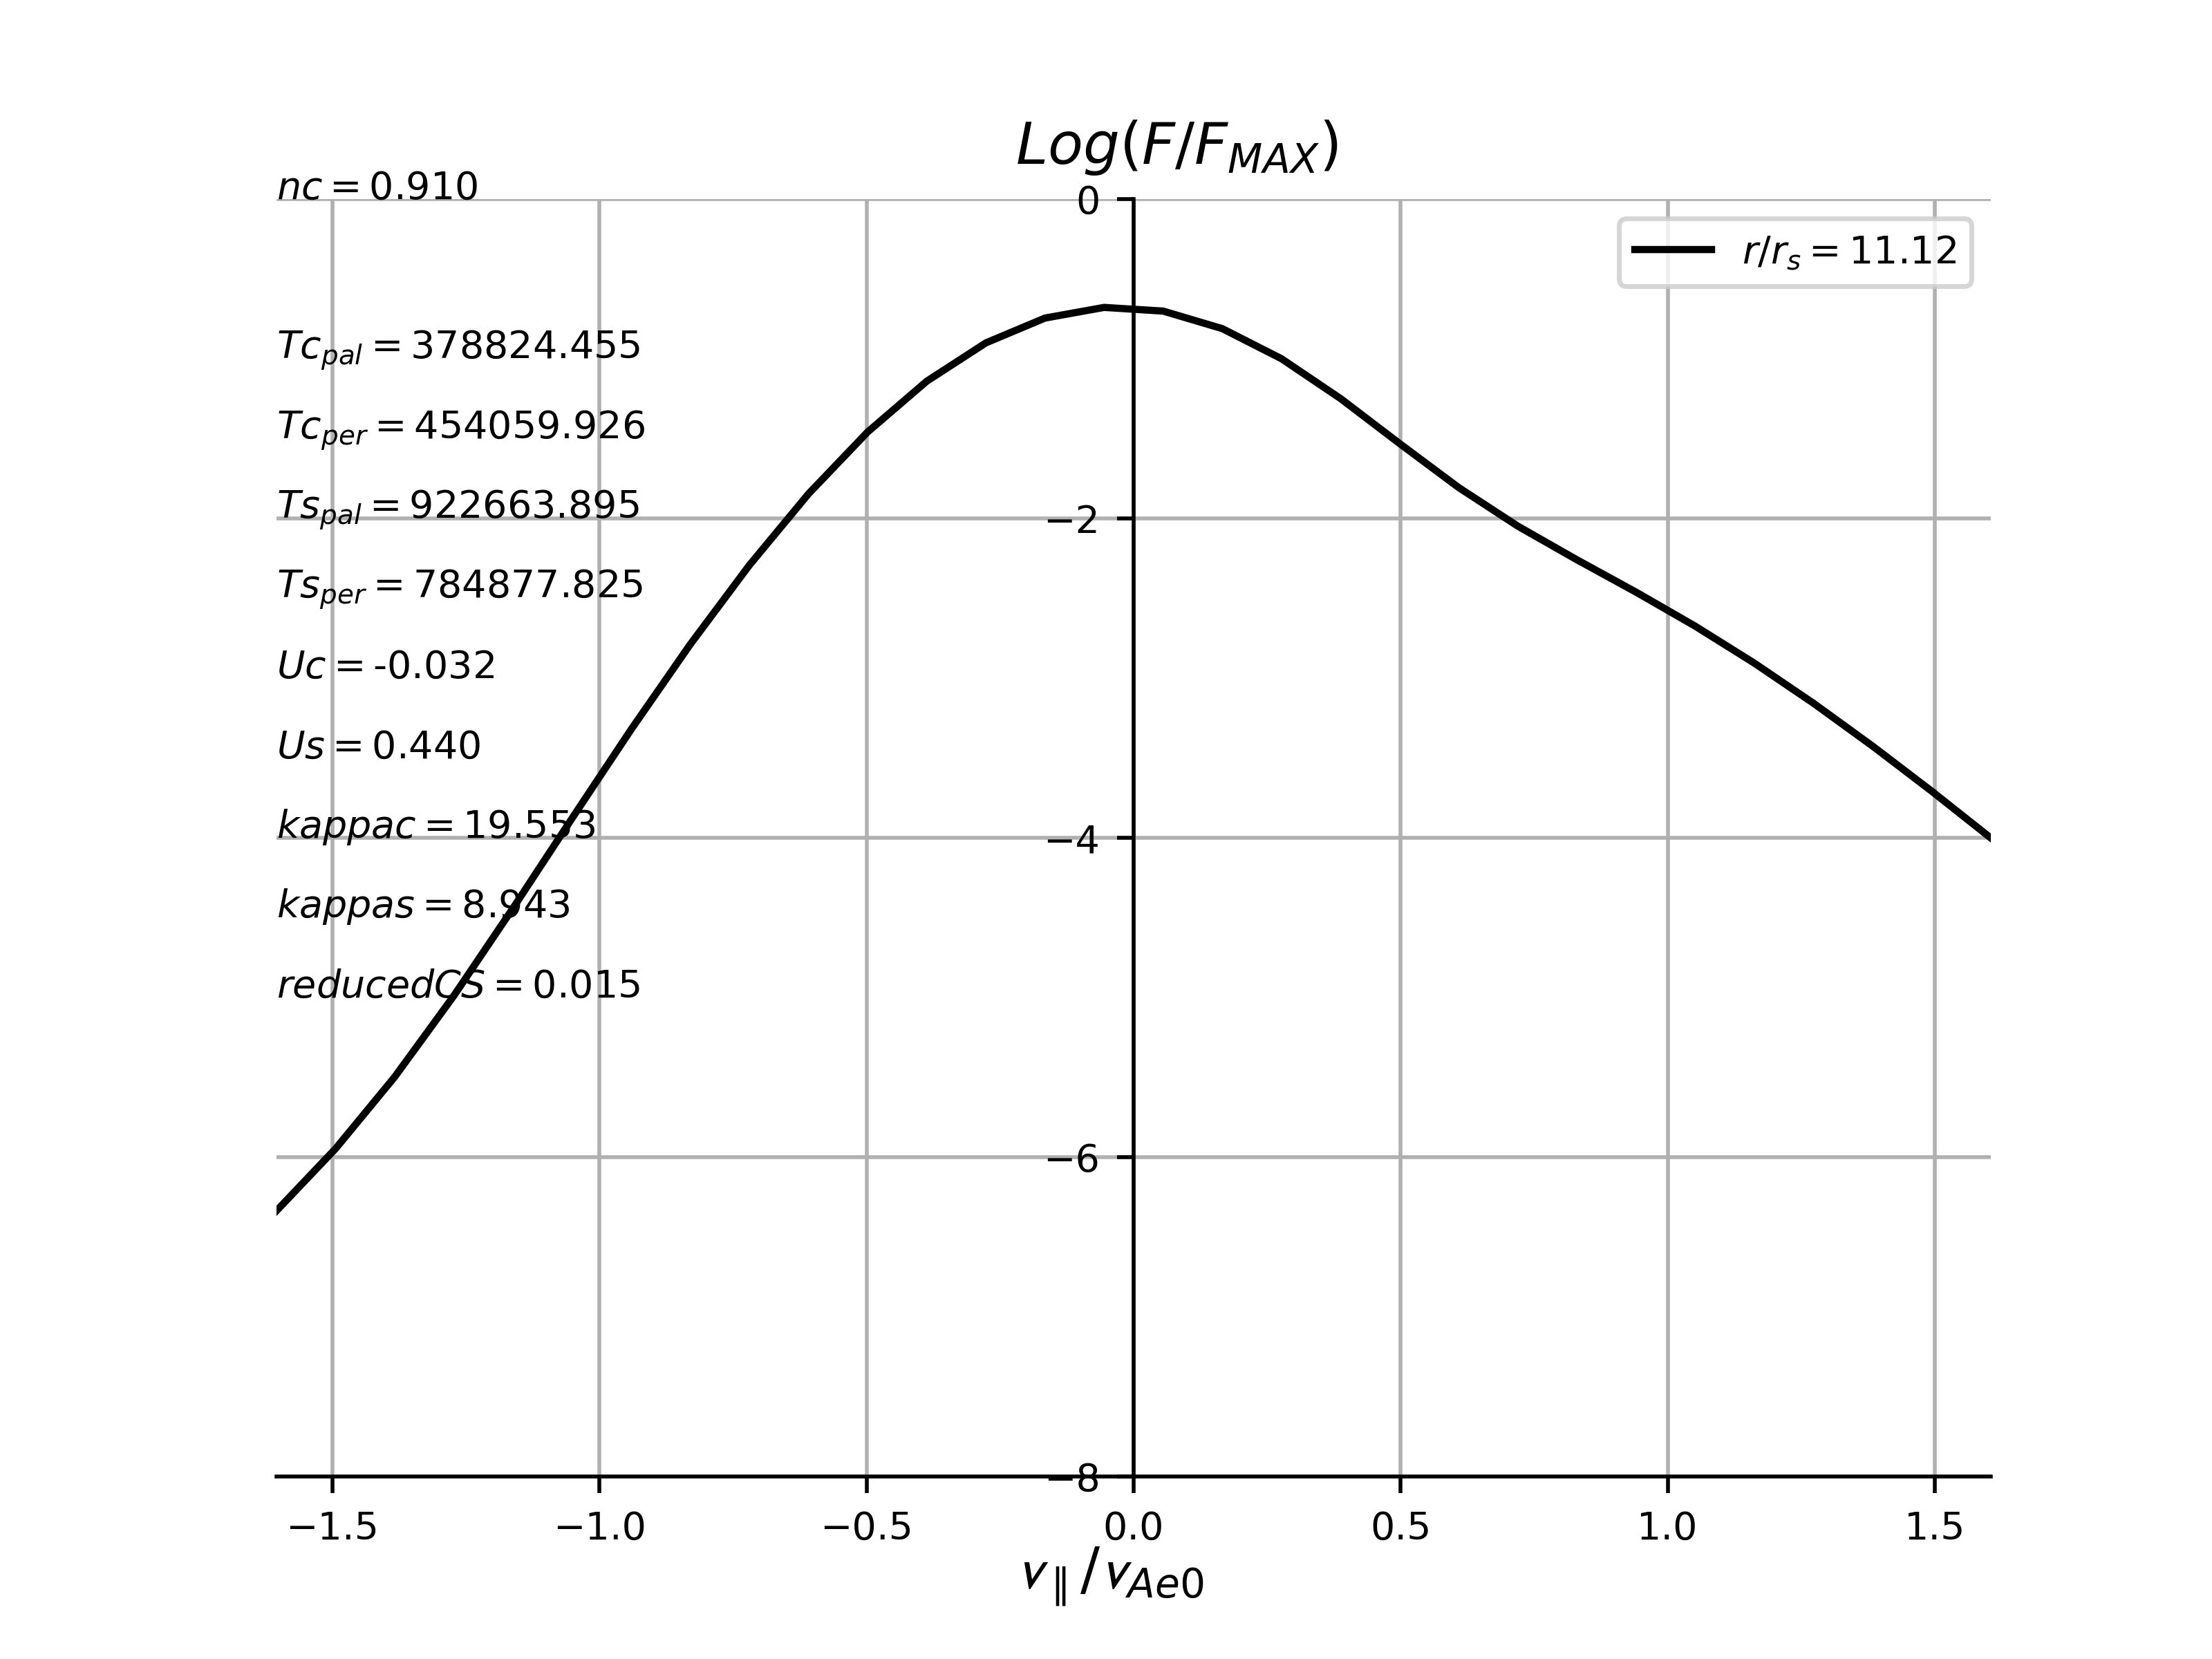 Log(F/F_MAX)
nc = 0.910
0
r/r_s = 11.12
Tc_pal = 378824.455
Tc_per = 454059.926
Ts_pal = 922663.895
−2
Ts_per = 784877.825
Uc = -0.032
Us = 0.440
kappac = 19.553
−4
kappas = 8.943
reducedCS = 0.015
−6
−8
−1.5 −1.0 −0.5 0.0 0.5 1.0 1.5
v_∥/v_Ae0